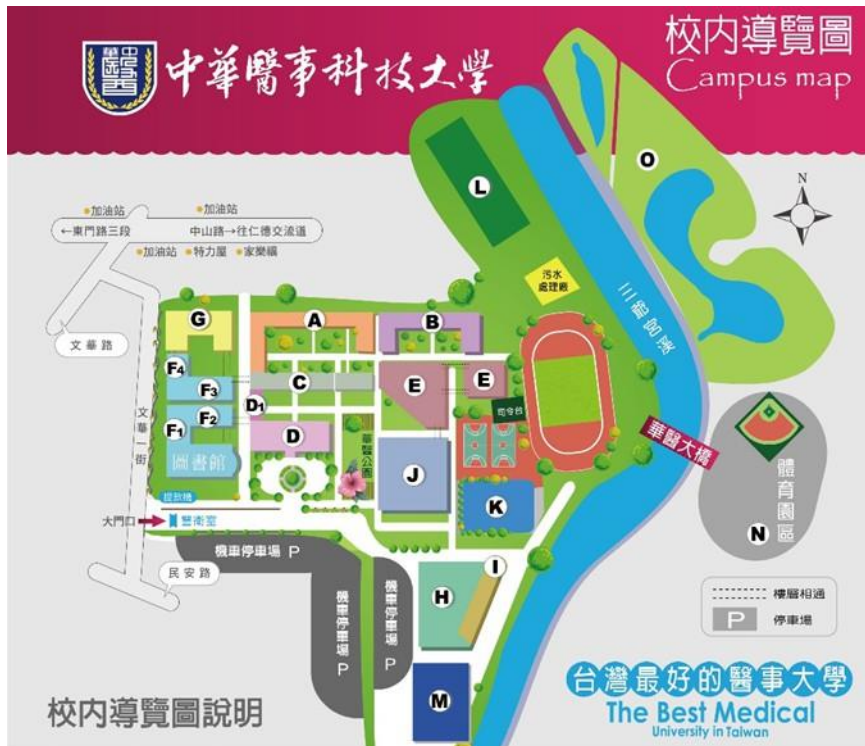 中華醫事科技大學
校內導覽圖
Campus map
N
加油站
加油站
←東門路三段
中山路→往仁德交流道
加油站
特力屋
家樂福
文華路
文華一街
L
O
污水
處理廠
三爺宮溪
G
A
B
F4
F3
C
E
E
D1
F2
F1
D
司令台
華醫公園
華醫大橋
圖書館
J
體育園區
提款機
K
N
大門口
警衛室
機車停車場 P
民安路
I
H
機車停車場 P
機車停車場 P
樓層相通
P
停車場
M
台灣最好的醫事大學
The Best Medical
University in Taiwan
校內導覽圖說明